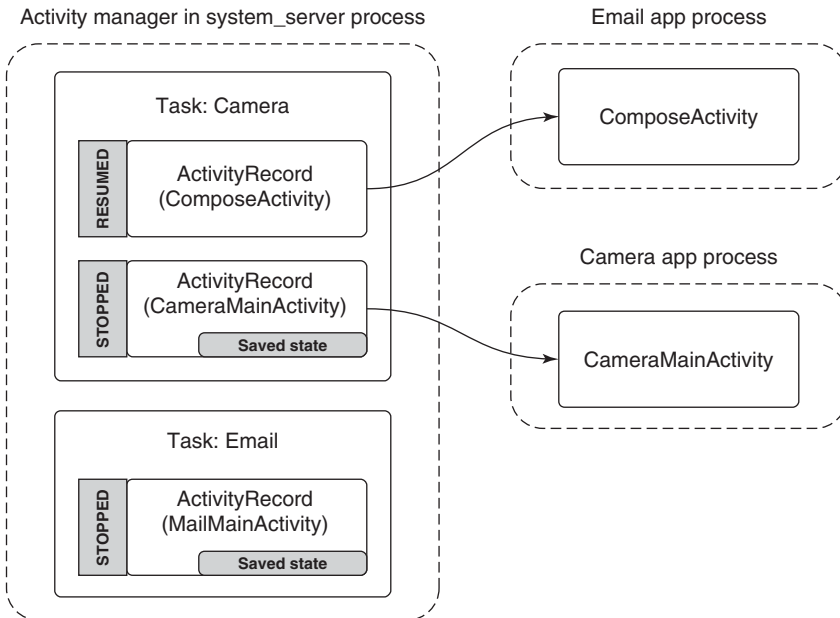 Activity manager in system_server process
Task: Camera
RESUMED
ActivityRecord
(ComposeActivity)
STOPPED
ActivityRecord
(CameraMainActivity)
Saved state
Task: Email
STOPPED
ActivityRecord
(MailMainActivity)
Saved state
Email app process
ComposeActivity
Camera app process
CameraMainActivity